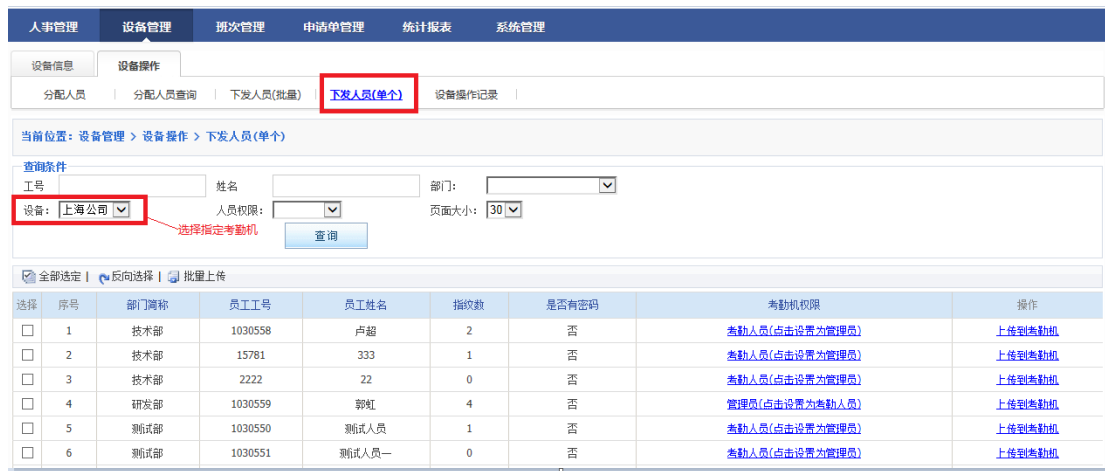 人事管理 设备管理 班次管理 申请单管理 统计报表 系统管理
设备信息 设备操作
分配人员 | 分配人员查询 | 下发人员(批量) | 下发人员(单个) 设备操作记录 |
当前位置: 设备管理 > 设备操作 > 下发人员(单个)
查询条件
工号 姓名 部门:
设备: 上海公司 人员权限: 页面大小: 30
选择指定考勤机
查询
全部选定 | 反向选择 | 批量上传
选择 序号 部门简称 员工工号 员工姓名 指纹数 是否有密码 考勤机权限 操作
1 技术部 1030558 卢超 2 否 考勤人员(点击设置为管理员) 上传到考勤机
2 技术部 15781 333 1 否 考勤人员(点击设置为管理员) 上传到考勤机
3 技术部 2222 22 0 否 考勤人员(点击设置为管理员) 上传到考勤机
4 研发部 1030559 郭虹 4 否 管理员(点击设置为考勤人员) 上传到考勤机
5 测试部 1030550 测试人员 1 否 考勤人员(点击设置为管理员) 上传到考勤机
6 测试部 1030551 测试人员一 0 否 考勤人员(点击设置为管理员) 上传到考勤机